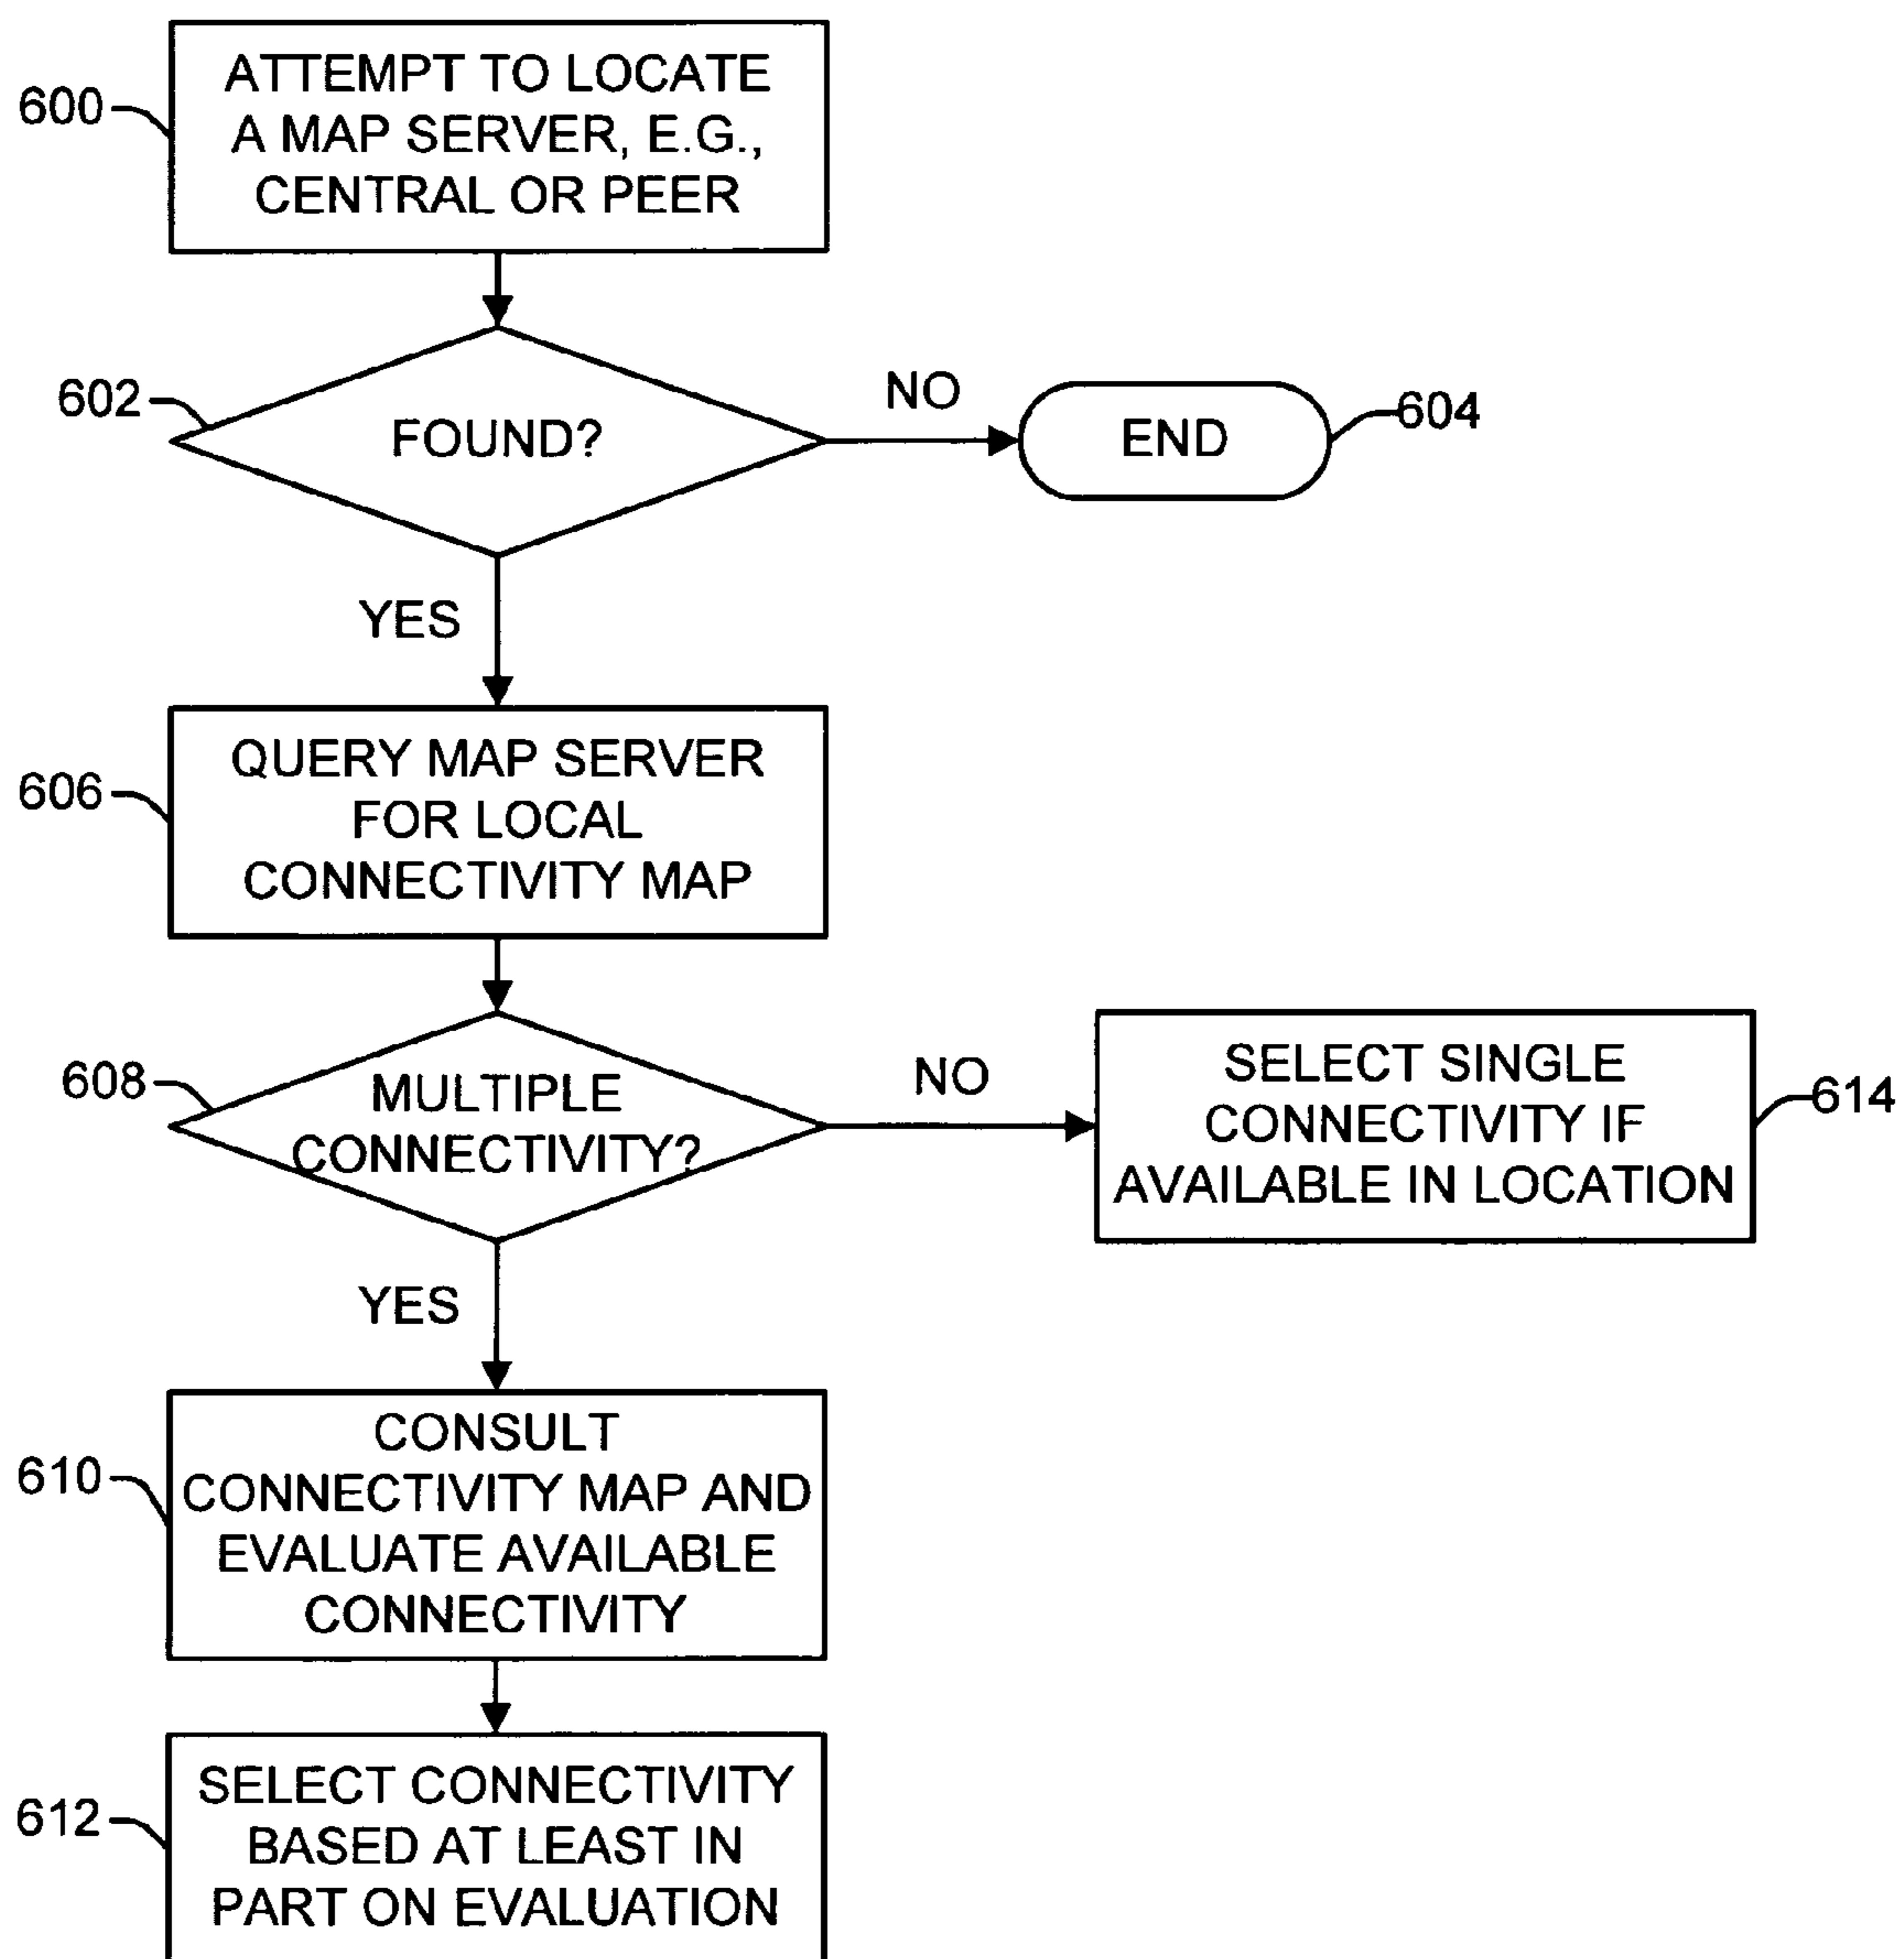 600
ATTEMPT TO LOCATE
A MAP SERVER, E.G.,
CENTRAL OR PEER
602
FOUND?
NO
END
604
YES
606
QUERY MAP SERVER
FOR LOCAL
CONNECTIVITY MAP
608
MULTIPLE
CONNECTIVITY?
NO
SELECT SINGLE
CONNECTIVITY IF
AVAILABLE IN LOCATION
614
YES
610
CONSULT
CONNECTIVITY MAP AND
EVALUATE AVAILABLE
CONNECTIVITY
612
SELECT CONNECTIVITY
BASED AT LEAST IN
PART ON EVALUATION